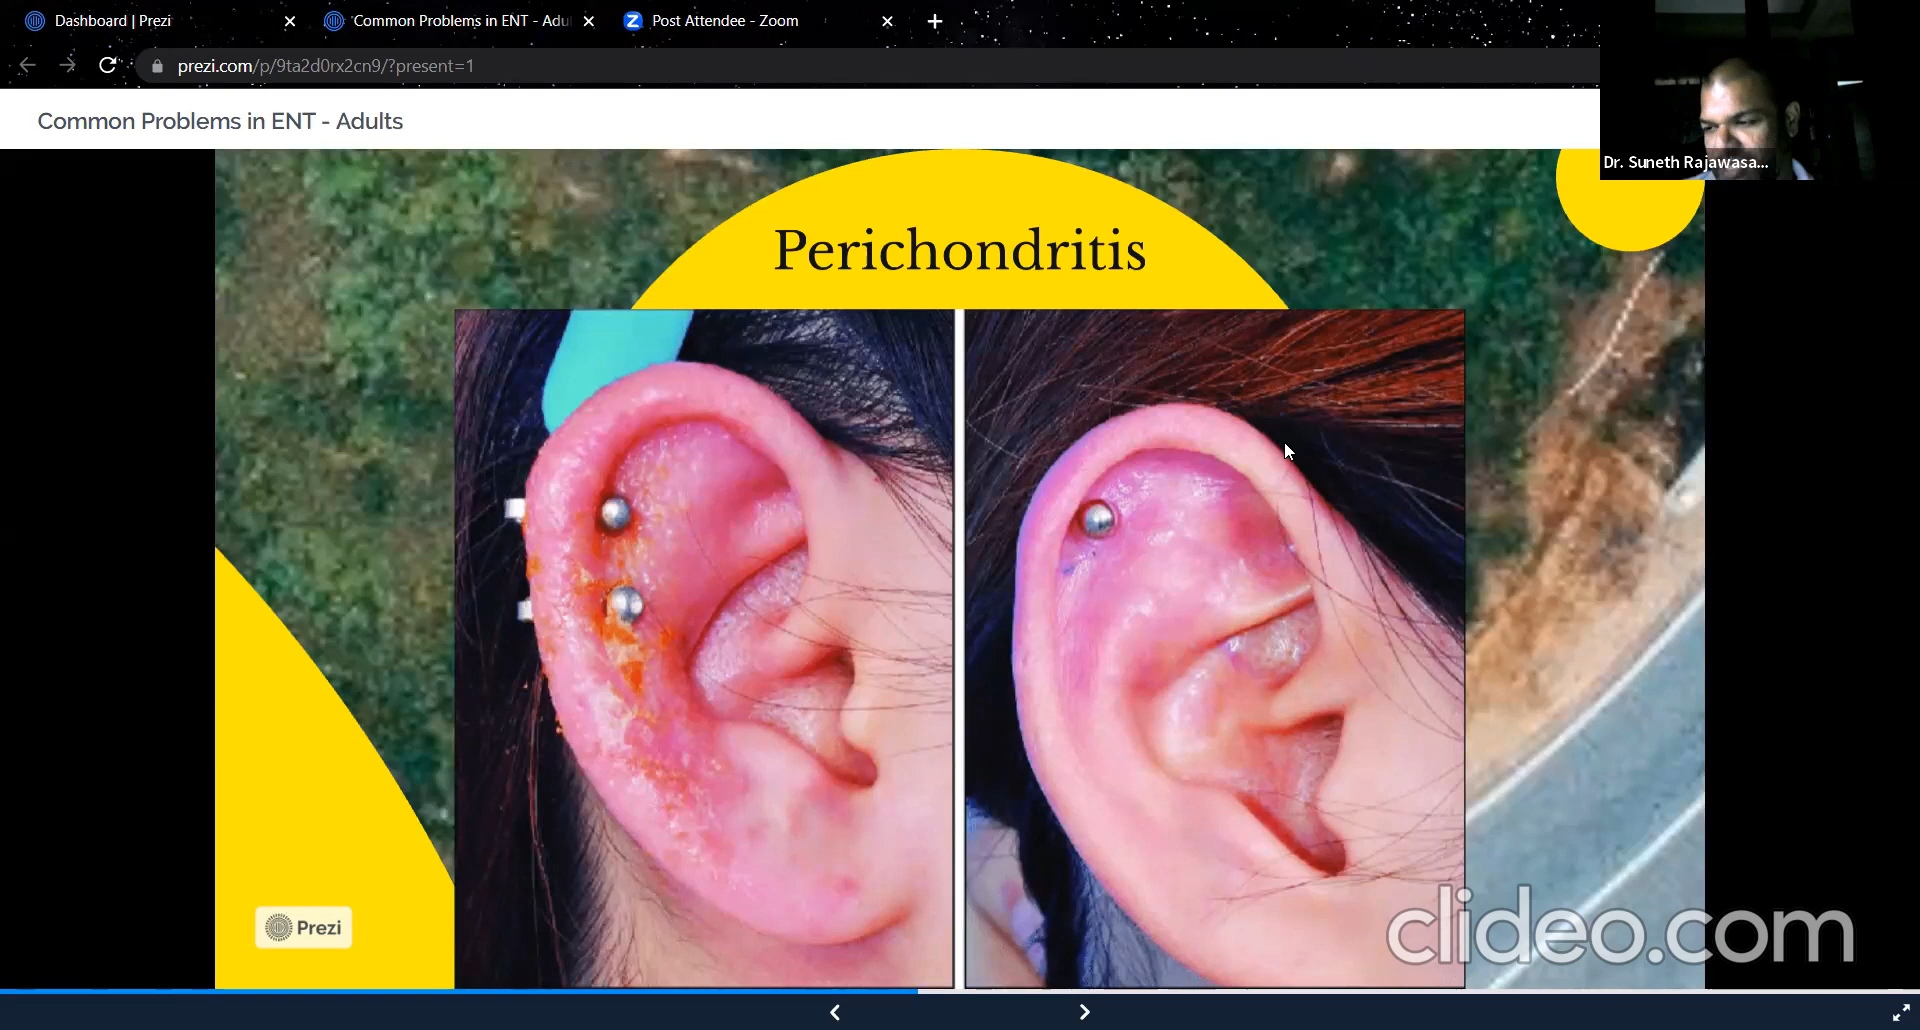 Dashboard | Prezi
Common Problems in ENT - Adul
Post Attendee - Zoom
prezi.com/p/9ta2d0rx2cn9/?present=1
Common Problems in ENT - Adults
Dr. Suneth Rajawasa...
Perichondritis
Prezi
clideo.com